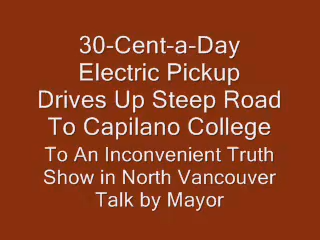 30-Cent-a-Day
Electric Pickup
Drives Up Steep Road
To Capilano College
To An Inconvenient Truth
Show in North Vancouver
Talk by Mayor